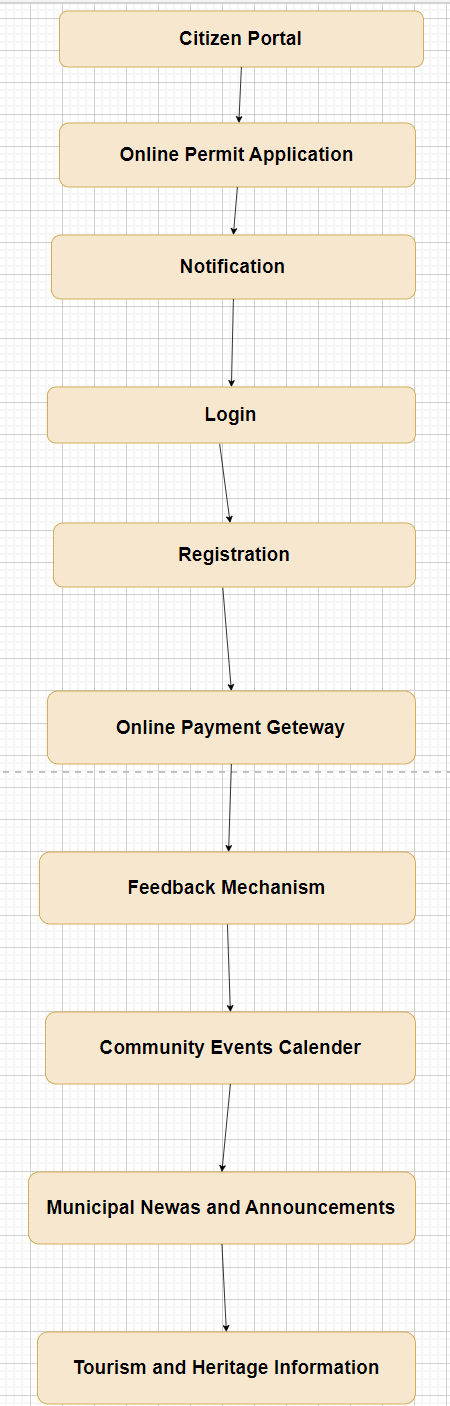 Citizen Portal
Online Permit Application
Notification
Login
Registration
Online Payment Geteway
Feedback Mechanism
Community Events Calender
Municipal Newas and Announcements
Tourism and Heritage Information